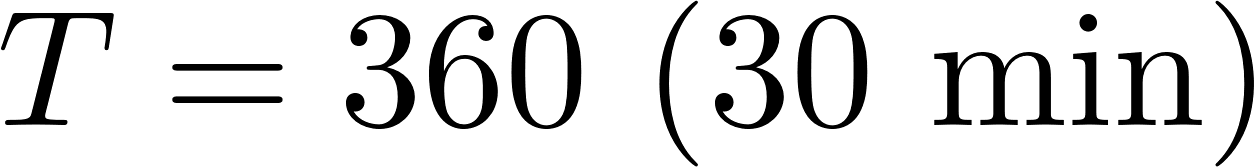 T = 360 (30 min)